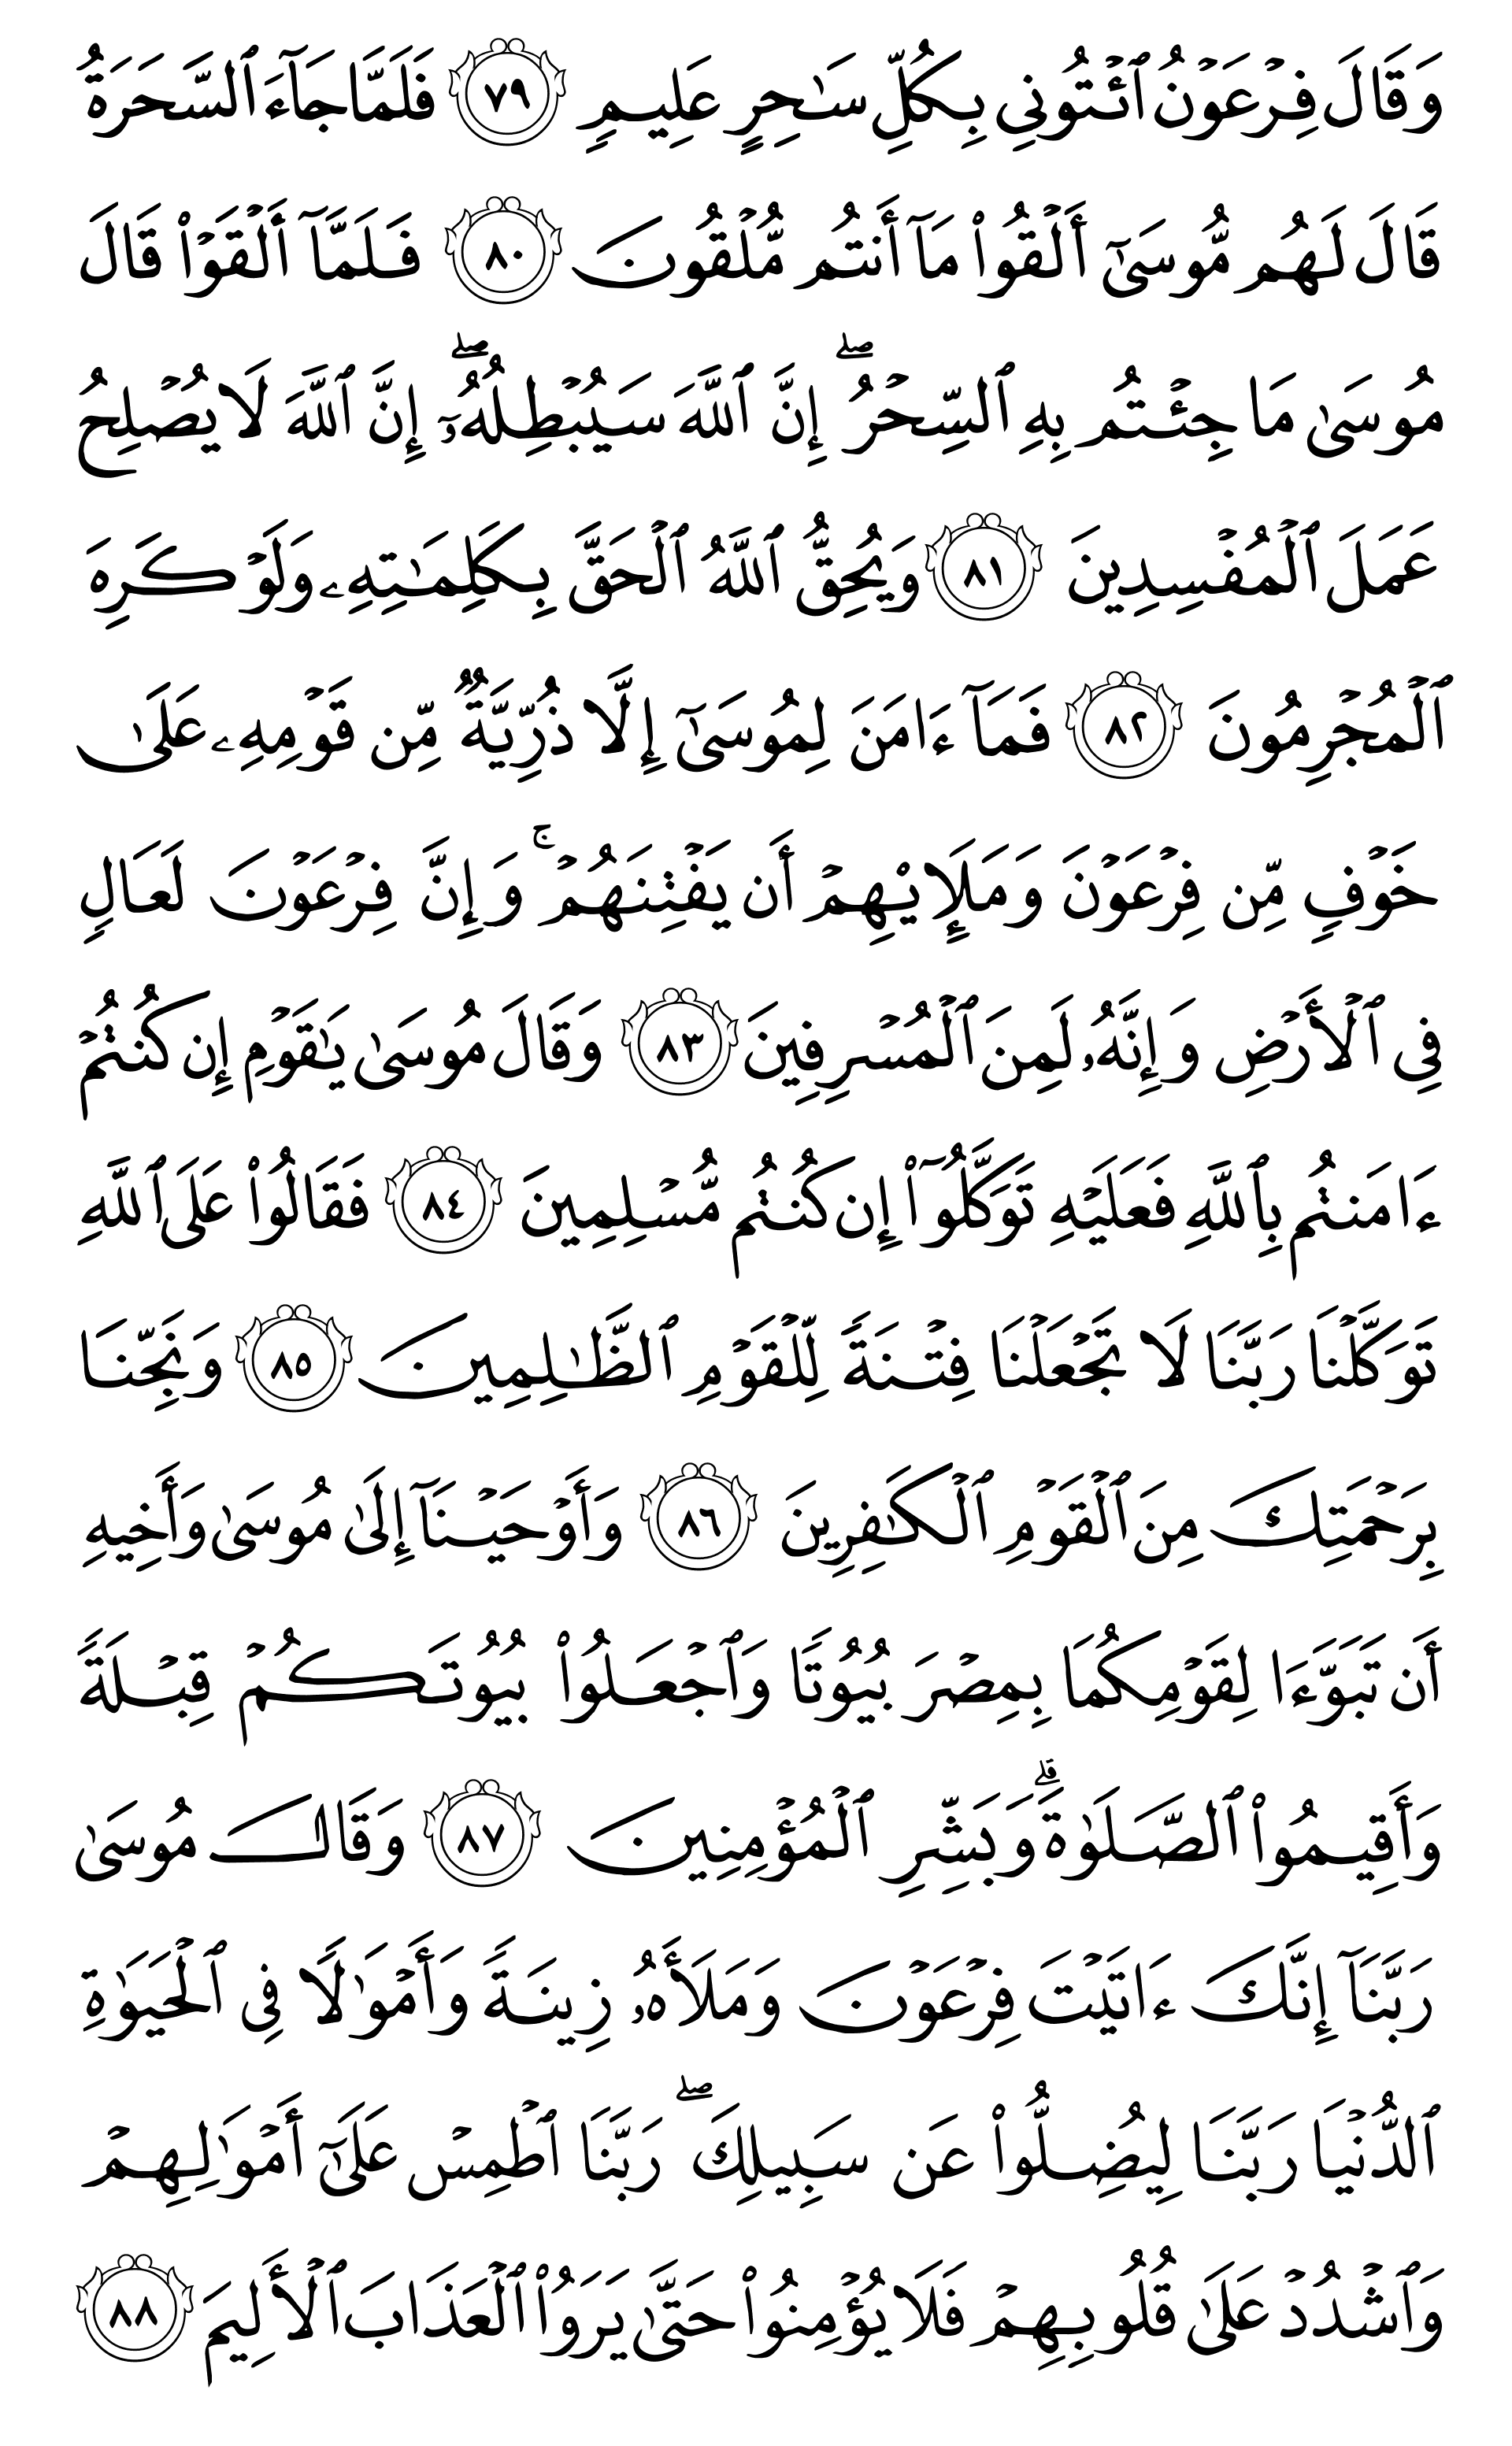 وَقَالَ فِرْعَوْنُ ٱئْتُونِي بِكُلِّ سَٰحِرٍ عَلِيمٍ ٧٩ فَلَمَّا جَآءَ ٱلسَّحَرَةُ
قَالَ لَهُم مُّوسَىٰٓ أَلْقُوا۟ مَآ أَنتُم مُّلْقُونَ ٨٠ فَلَمَّآ أَلْقَوْا۟ قَالَ
مُوسَىٰ مَا جِئْتُم بِهِ ٱلسِّحْرُ ۖ إِنَّ ٱللَّهَ سَيُبْطِلُهُۥٓ ۖ إِنَّ ٱللَّهَ لَا يُصْلِحُ
عَمَلَ ٱلْمُفْسِدِينَ ٨١ وَيُحِقُّ ٱللَّهُ ٱلْحَقَّ بِكَلِمَٰتِهِۦ وَلَوْ كَرِهَ
ٱلْمُجْرِمُونَ ٨٢ فَمَآ ءَامَنَ لِمُوسَىٰٓ إِلَّا ذُرِّيَّةٌ مِّن قَوْمِهِۦ عَلَىٰ
خَوْفٍ مِّن فِرْعَوْنَ وَمَلَإِي۟هِمْ أَن يَفْتِنَهُمْ ۚ وَإِنَّ فِرْعَوْنَ لَعَالٍ
فِي ٱلْأَرْضِ وَإِنَّهُۥ لَمِنَ ٱلْمُسْرِفِينَ ٨٣ وَقَالَ مُوسَىٰ يَٰقَوْمِ إِن كُنتُمْ
ءَامَنتُم بِٱللَّهِ فَعَلَيْهِ تَوَكَّلُوٓا۟ إِن كُنتُم مُّسْلِمِينَ ٨٤ فَقَالُوا۟ عَلَى ٱللَّهِ
تَوَكَّلْنَا رَبَّنَا لَا تَجْعَلْنَا فِتْنَةً لِّلْقَوْمِ ٱلظَّٰلِمِينَ ٨٥ وَنَجِّنَا
بِرَحْمَتِكَ مِنَ ٱلْقَوْمِ ٱلْكَٰفِرِينَ ٨٦ وَأَوْحَيْنَآ إِلَىٰ مُوسَىٰ وَأَخِيهِ
أَن تَبَوَّءَا لِقَوْمِكُمَا بِمِصْرَ بُيُوتًا وَٱجْعَلُوا۟ بُيُوتَكُمْ قِبْلَةً
وَأَقِيمُوا۟ ٱلصَّلَوٰةَ ۗ وَبَشِّرِ ٱلْمُؤْمِنِينَ ٨٧ وَقَالَ مُوسَىٰ
رَبَّنَآ إِنَّكَ ءَاتَيْتَ فِرْعَوْنَ وَمَلَأَهُۥ زِينَةً وَأَمْوَٰلًا فِي ٱلْحَيَوٰةِ
ٱلدُّنْيَا رَبَّنَا لِيُضِلُّوا۟ عَن سَبِيلِكَ ۖ رَبَّنَا ٱطْمِسْ عَلَىٰٓ أَمْوَٰلِهِمْ
وَٱشْدُدْ عَلَىٰ قُلُوبِهِمْ فَلَا يُؤْمِنُوا۟ حَتَّىٰ يَرَوُا۟ ٱلْعَذَابَ ٱلْأَلِيمَ ٨٨